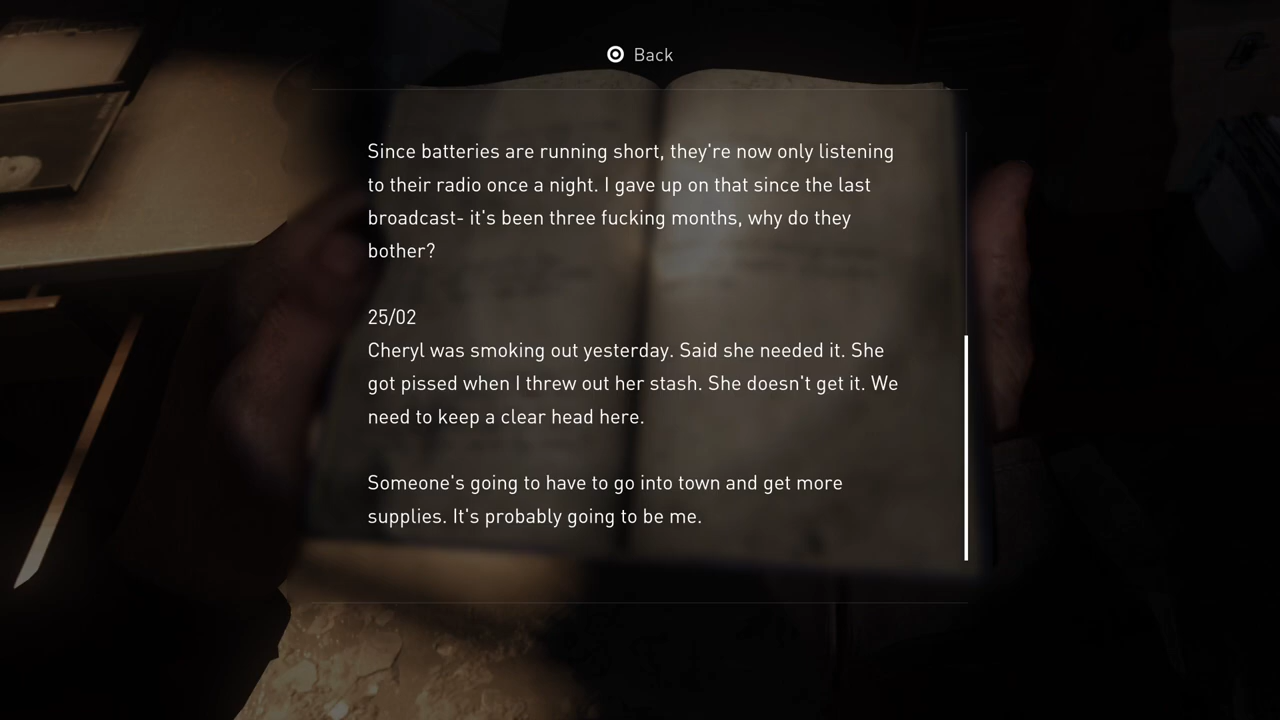 Back
Since batteries are running short, they're now only listening
to their radio once a night. I gave up on that since the last
broadcast- it's been three fucking months, why do they
bother?
25/02
Cheryl was smoking out yesterday. Said she needed it. She
got pissed when I threw out her stash. She doesn't get it. We
need to keep a clear head here.
Someone's going to have to go into town and get more
supplies. It's probably going to be me.